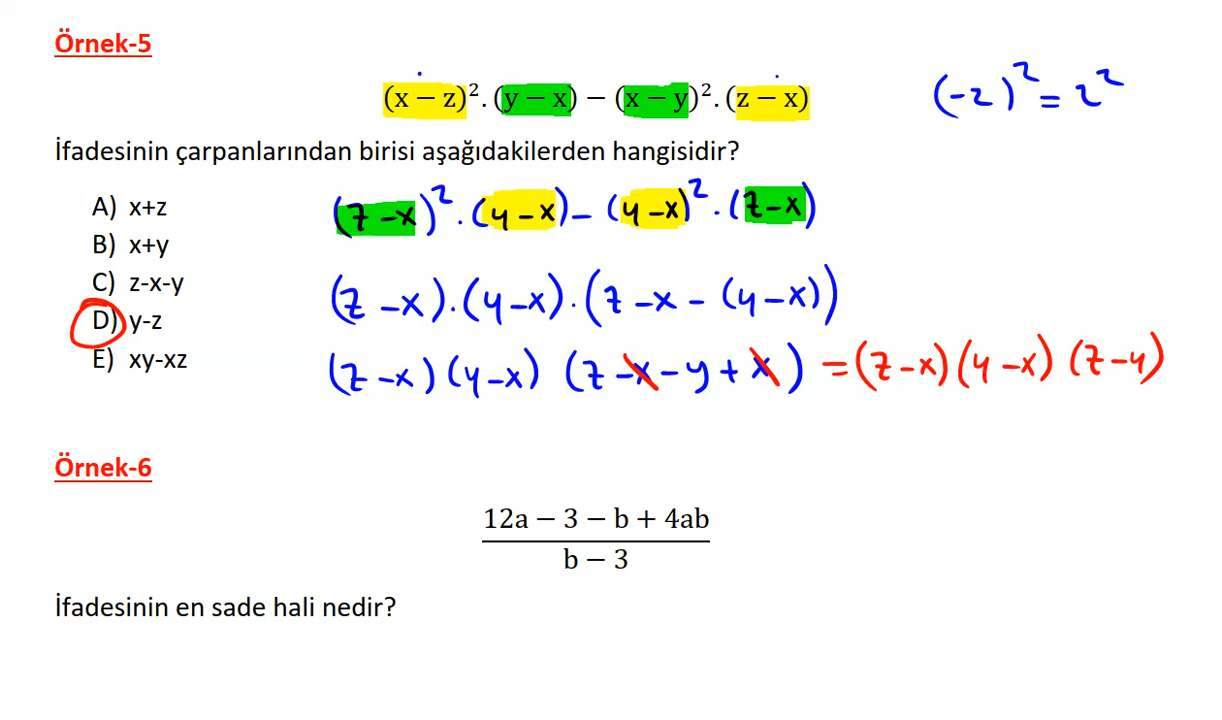 Örnek-5
(x − z)². (y − x) − (x − y)². (z − x)
(-z)² = z²
İfadesinin çarpanlarından birisi aşağıdakilerden hangisidir?
A) x+z
B) x+y
C) z-x-y
D) y-z
E) xy-xz
(z-x)².(y-x)-(y-x)².(z-x)
(z-x).(y-x).(z-x-(y-x))
(z-x)(y-x) (z-x-y+x) =(z-x)(y-x)(z-y)
Örnek-6
12a − 3 − b + 4ab
b − 3
İfadesinin en sade hali nedir?